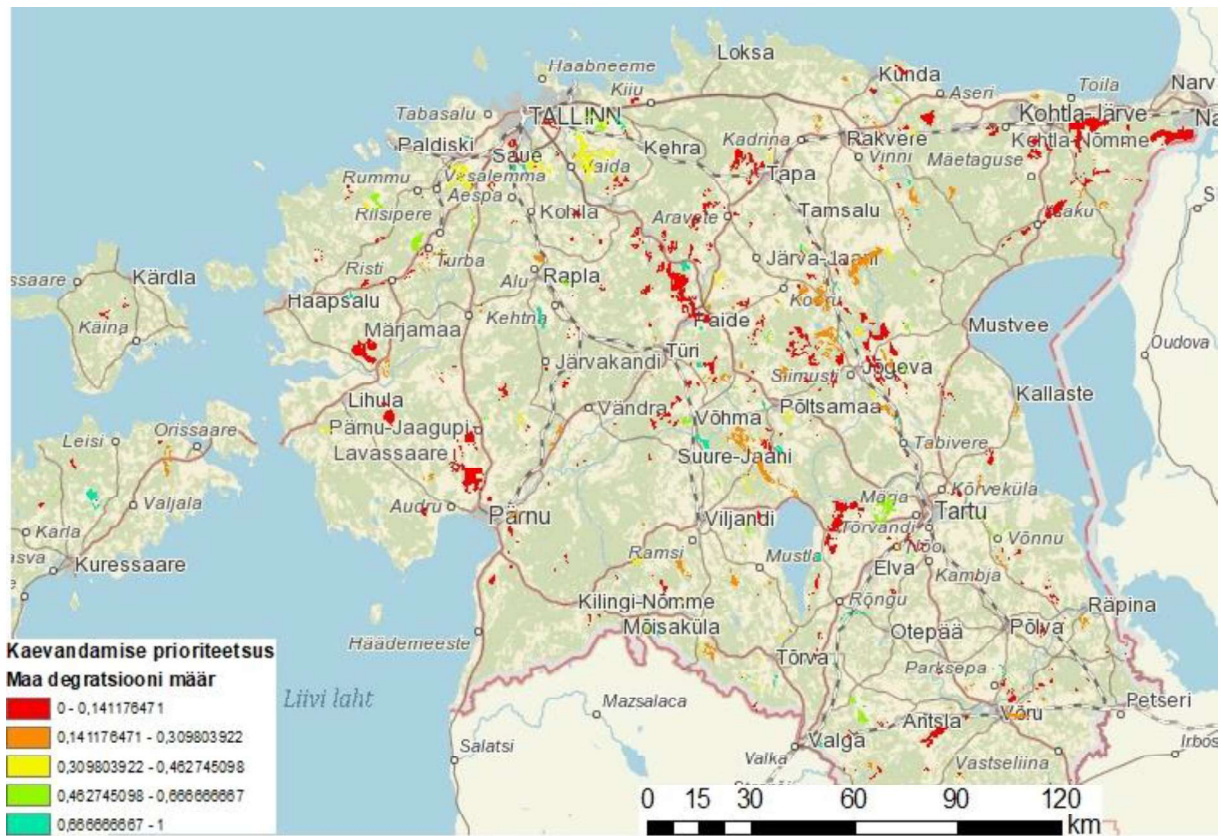 Loksa
Haabneeme
Kunda
Kiiu
Aseri
Toila
Narv
Tabasalu
TALLINN
Kohtla-Järve
Na
Paldiski
Kadrina
Rakvere
Kohtla-Nõmme
Saue
Vaida
Kehra
Vinni
Mäetaguse
Rummu
Vasalemma
Tapa
Aespa
Riisipere
Kohila
Aravete
Tamsalu
Turba
Järva-Jaani
Risti
Alu
Rapla
ssaare
Kärdla
Haapsalu
Kehtna
Käina
Märjamaa
Paide
Mustvee
Türi
Oudova
Järvakandi
Siimusti
Jõgeva
Kallaste
Lihula
Vändra
Võhma
Põltsamaa
Leisi
Orissaare
Pärnu-Jaagupi
Tabivere
Lavassaare
Suure-Jaani
Valjala
Audru
Pärnu
Märja
Kõrveküla
Tartu
Kärla
Viljandi
Tõrvandi
Võnnu
asva
Kuressaare
Ramsi
Mustla
Nõo
Elva
Kambja
Kilingi-Nõmme
Rõngu
Räpina
Häädemeeste
Mõisaküla
Otepää
Põlva
Tõrva
Parksepa
Kaevandamise prioriteetsus
Maa degratsiooni määr
0 - 0,141176471
0,141176471 - 0,309803922
0,309803922 - 0,462745098
0,462745098 - 0,666666667
0,666666667 - 1
Liivi laht
Mazsalaca
Petseri
Antsla
Võru
Salatsi
Valka
Valga
Vastseliina
Irbos
0 15 30 60 90 120
km